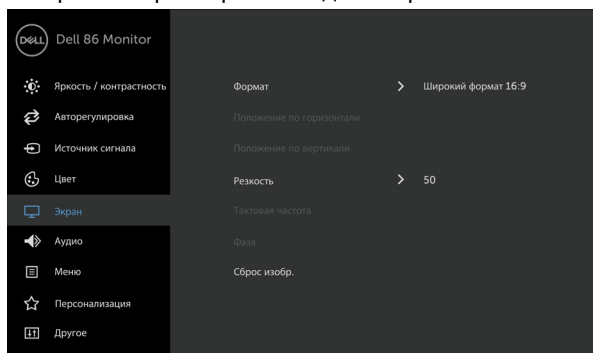 DELL Dell 86 Monitor
Яркость / контрастность
Формат
Широкий формат 16:9
Авторегулировка
Положение по горизонтали
Источник сигнала
Положение по вертикали
Цвет
Резкость
50
Экран
Тактовая частота
Аудио
Фаза
Меню
Сброс изобр.
Персонализация
Другое